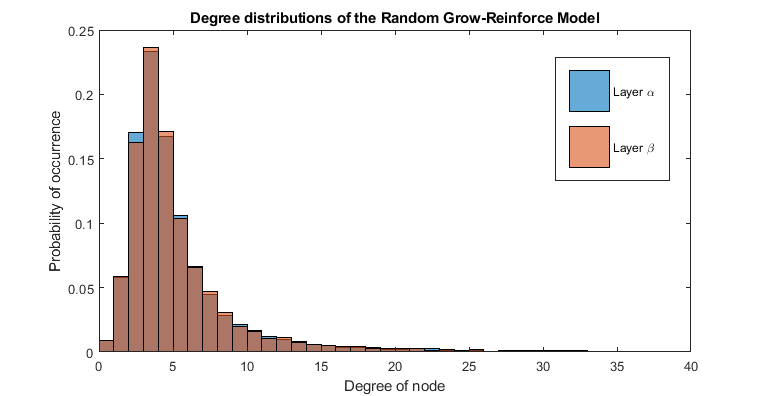 Degree distributions of the Random Grow-Reinforce Model
Probability of occurrence
0.25
0.2
0.15
0.1
0.05
0
Layer α
Layer β
0 5 10 15 20 25 30 35 40
Degree of node